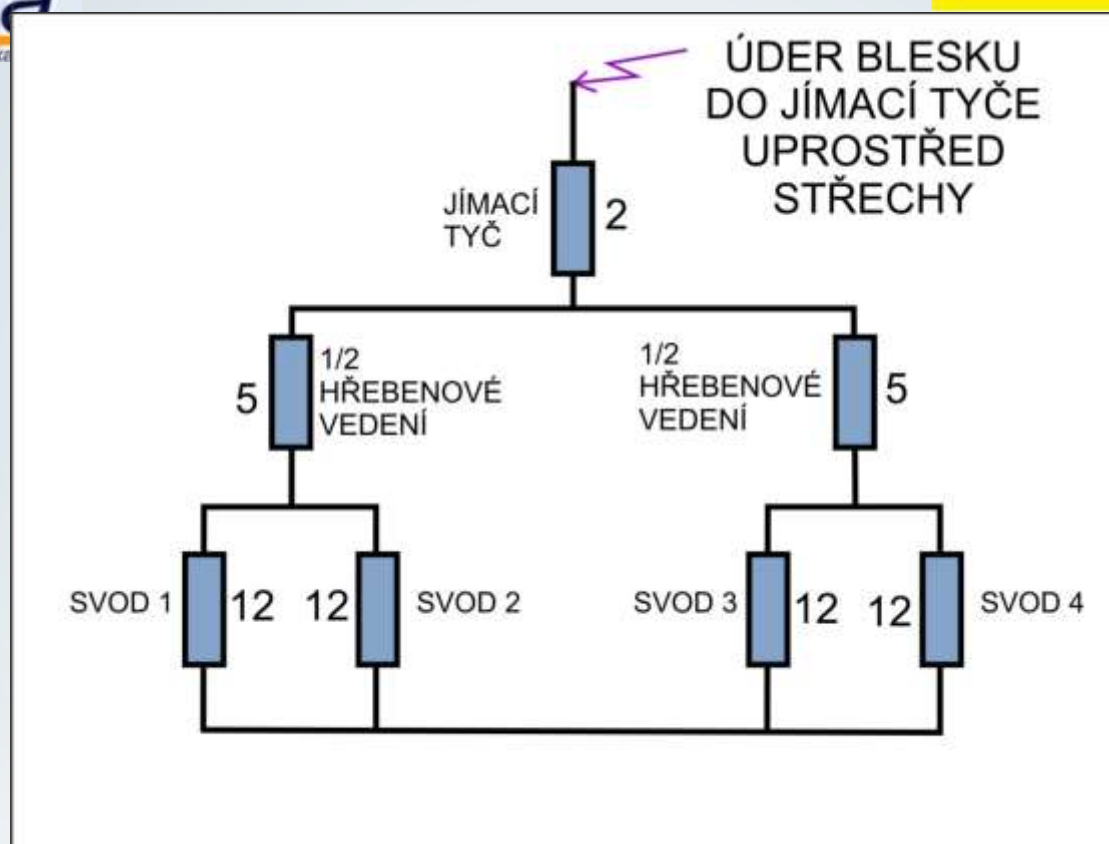 ÚDER BLESKU
DO JÍMACÍ TYČE
UPROSTŘED
STŘECHY
JÍMACÍ
TYČ
2
5
1/2
HŘEBENOVÉ
VEDENÍ
1/2
HŘEBENOVÉ
VEDENÍ
5
SVOD 1
12
12
SVOD 2
SVOD 3
12
12
SVOD 4